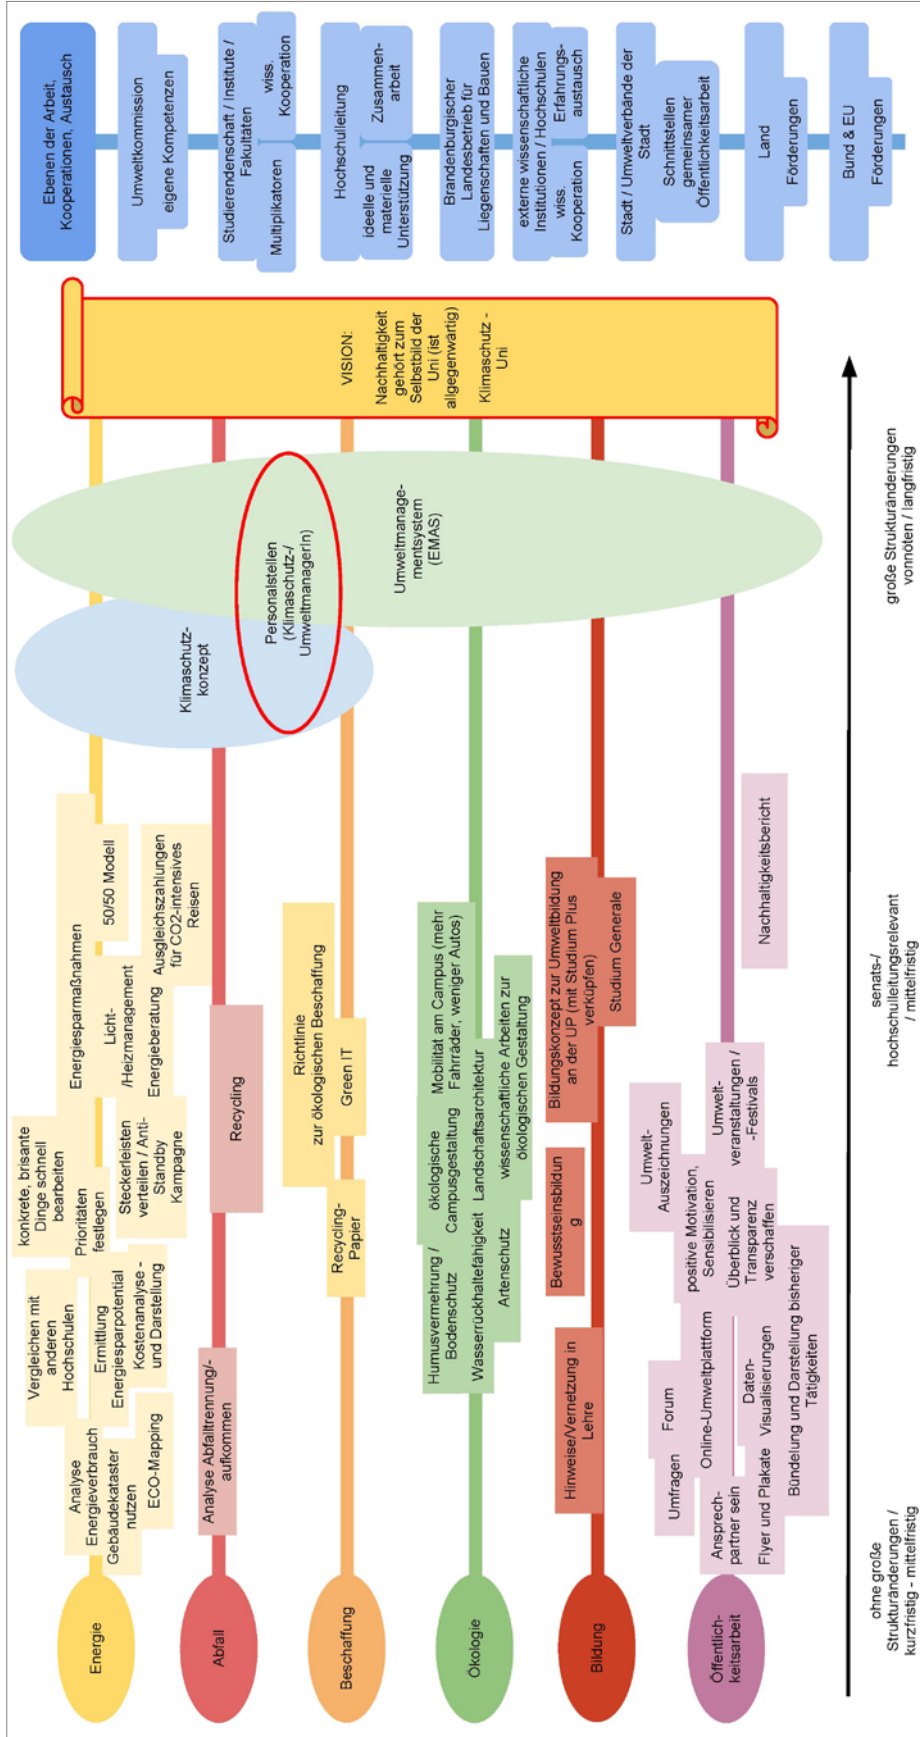 Energie
Analyse
Energieverbrauch
Gebäudekataster
nutzen
ECO-Mapping
Vergleichen mit
anderen
Hochschulen
Ermittlung
Energiesparpotential
Kostenanalyse -
und Darstellung
konkrete, brisante
Dinge schnell
bearbeiten
Prioritäten
festlegen
Steckerleisten
verteilen / Anti-
Standby
Kampagne
Energiesparmaßnahmen
Licht-
/Heizmanagement
Energieberatung
50/50 Modell
Ausgleichszahlungen
für CO2-intensives
Reisen
Abfall
Analyse Abfalltrennung/-
aufkommen
Recycling
Beschaffung
Recycling-
Papier
Richtlinie
zur ökologischen Beschaffung
Green IT
Ökologie
Humusvermehrung /
Bodenschutz
Wasserrückhaltefähigkeit
Artenschutz
ökologische
Campusgestaltung
Landschaftsarchitektur
Mobilität am Campus (mehr
Fahrräder, weniger Autos)
wissenschaftliche Arbeiten zur
ökologischen Gestaltung
Bildung
Hinweise/Vernetzung in
Lehre
Bewusstseinsbildun
g
Bildungskonzept zur Umweltbildung
an der UP (mit Studium Plus
verküpfen)
Studium Generale
Öffentlich-
keitsarbeit
Umfragen
Forum
Online-Umweltplattform
Ansprech-
partner sein
Flyer und Plakate
Daten-
Visualisierungen
Bündelung und Darstellung bisheriger
Tätigkeiten
Umwelt-
Auszeichnungen
positive Motivation,
Sensibilisieren
Überblick und
Transparenz
verschaffen
Umwelt-
veranstaltungen /
-Festivals
Nachhaltigkeitsbericht
Klimaschutz-
konzept
Personalstellen
(Klimaschutz-/
UmweltmanagerIn)
Umweltmanage-
mentsystem
(EMAS)
VISION:
Nachhaltigkeit
gehört zum
Selbstbild der
Uni (ist
allgegenwärtig)
Klimaschutz -
Uni
ohne große
Strukturänderungen /
kurzfristig - mittelfristig
senats-/
hochschulleitungsrelevant
/ mittelfristig
große Strukturänderungen
vonnöten / langfristig
Ebenen der Arbeit,
Kooperationen, Austausch
Umweltkommission
eigene Kompetenzen
Studierendenschaft / Institute /
Fakultäten
Multiplikatoren
wiss.
Kooperation
Hochschulleitung
ideelle und
materielle
Unterstützung
Zusammen-
arbeit
Brandenburgischer
Landesbetrieb für
Liegenschaften und Bauen
externe wissenschaftliche
Institutionen / Hochschulen
wiss.
Kooperation
Erfahrungs-
austausch
Stadt / Umweltverbände der
Stadt
Schnittstellen
gemeinsamer
Öffentlichkeitsarbeit
Land
Förderungen
Bund & EU
Förderungen